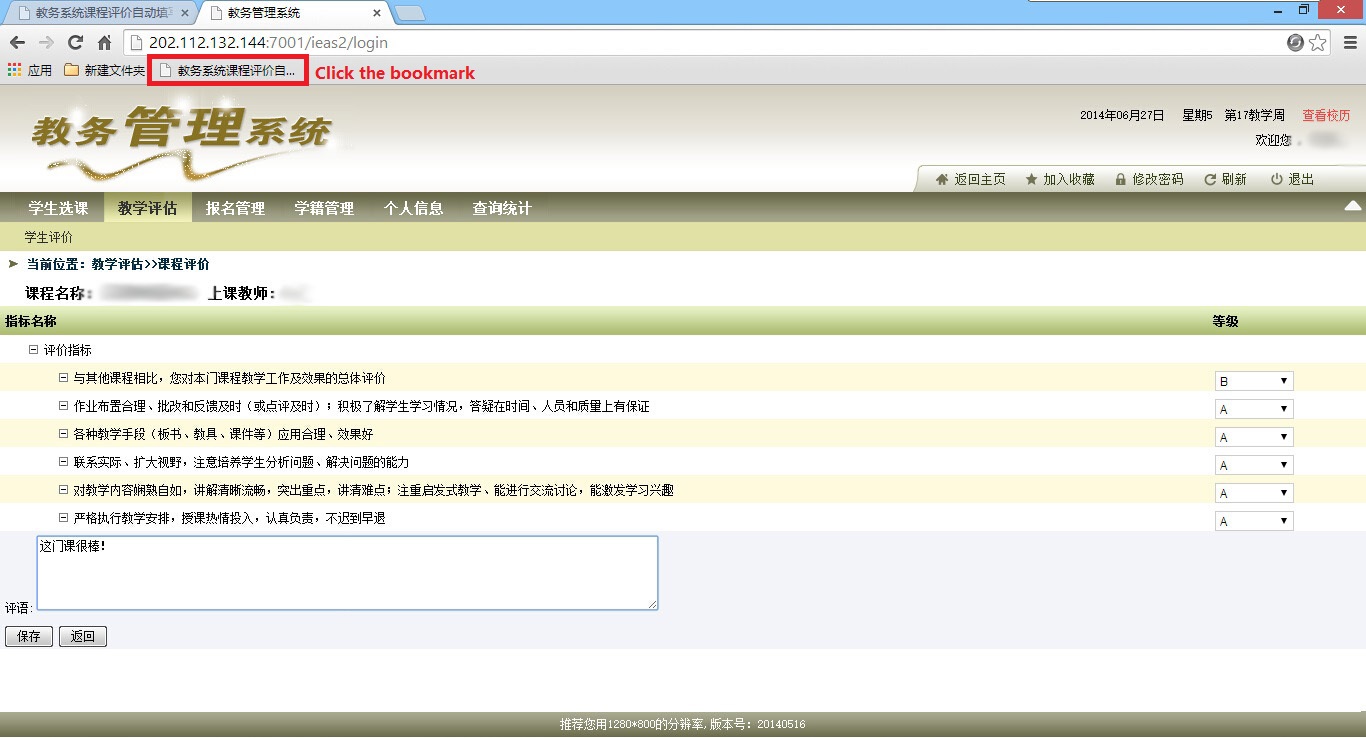 教务系统课程评价自动填
教务管理系统
202.112.132.144:7001/ieas2/login
应用 新建文件夹 教务系统课程评价自... Click the bookmark
教务管理系统
2014年06月27日 星期5 第17教学周 查看校历
欢迎您，
返回主页 加入收藏 修改密码 刷新 退出
学生选课 教学评估 报名管理 学籍管理 个人信息 查询统计
学生评价
当前位置：教学评估>>课程评价
课程名称： 上课教师：
指标名称 等级
评价指标
与其他课程相比，您对本门课程教学工作及效果的总体评价 B
作业布置合理、批改和反馈及时（或点评及时）；积极了解学生学习情况，答疑在时间、人员和质量上有保证 A
各种教学手段（板书、教具、课件等）应用合理、效果好 A
联系实际、扩大视野，注意培养学生分析问题、解决问题的能力 A
对教学内容娴熟自如，讲解清晰流畅，突出重点，讲清难点；注重启发式教学、能进行交流讨论，能激发学习兴趣 A
严格执行教学安排，授课热情投入，认真负责，不迟到早退 A
这门课很棒！
评语：
保存 返回
推荐您用1280*800的分辨率,版本号：20140516